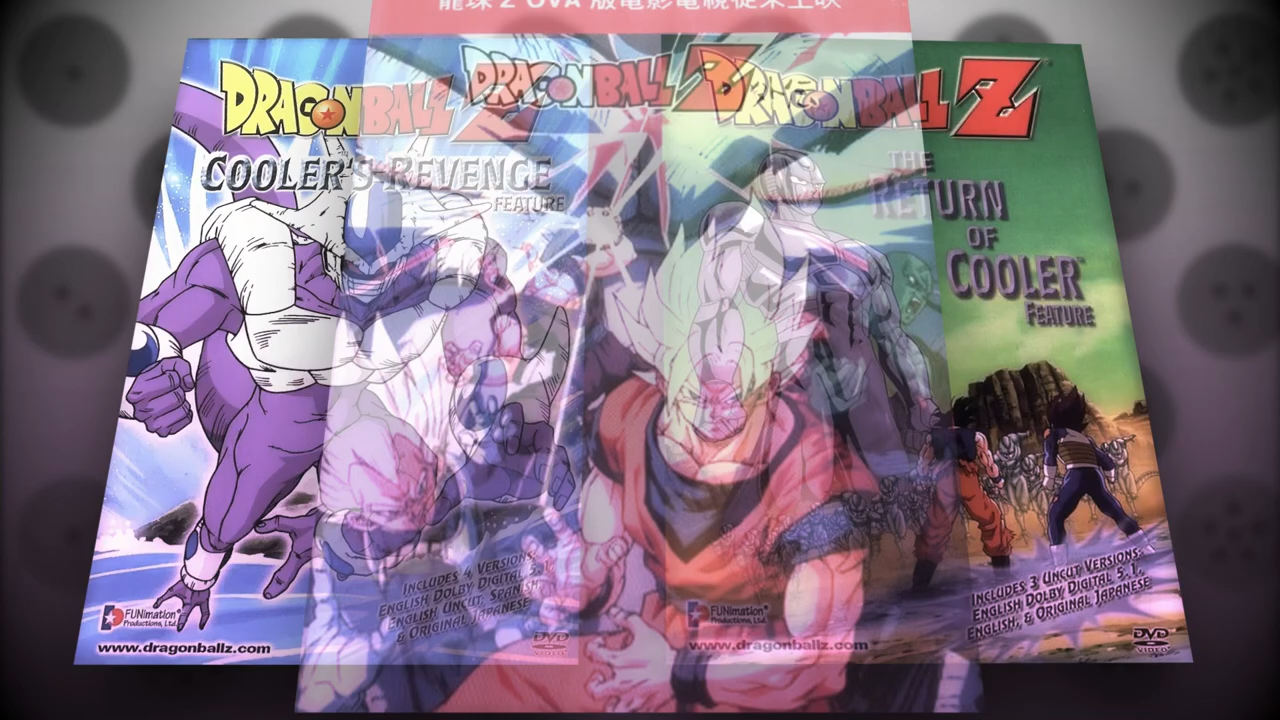 龍珠 Z OVA 版電影電視從未上映
DRAGON BALL Z
COOLER'S REVENGE
FEATURE
INCLUDES 4 VERSIONS:
ENGLISH DOLBY DIGITAL 5.1,
ENGLISH UNCUT, SPANISH
& ORIGINAL JAPANESE
FUNimation®
Productions, Ltd.
www.dragonballz.com
DVD
VIDEO
DRAGON BALL Z
DRAGON BALL Z
THE
RETURN
OF
COOLER™
FEATURE
INCLUDES 3 UNCUT VERSIONS:
ENGLISH DOLBY DIGITAL 5.1,
ENGLISH, & ORIGINAL JAPANESE
FUNimation®
Productions, Ltd.
www.dragonballz.com
DVD
VIDEO